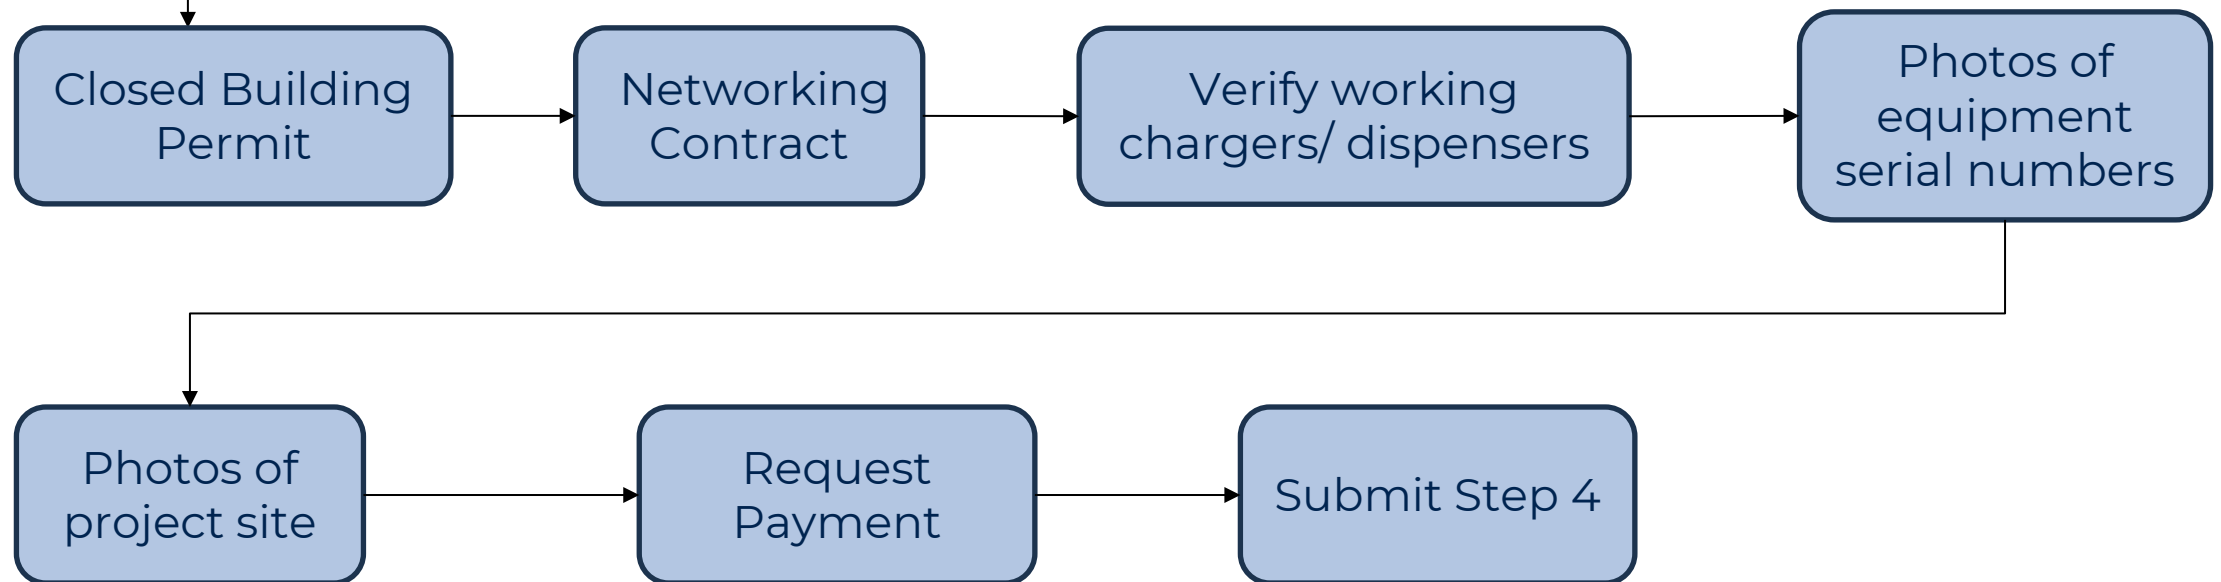 Closed Building
Permit
Networking
Contract
Verify working
chargers/ dispensers
Photos of
equipment
serial numbers
Photos of
project site
Request
Payment
Submit Step 4